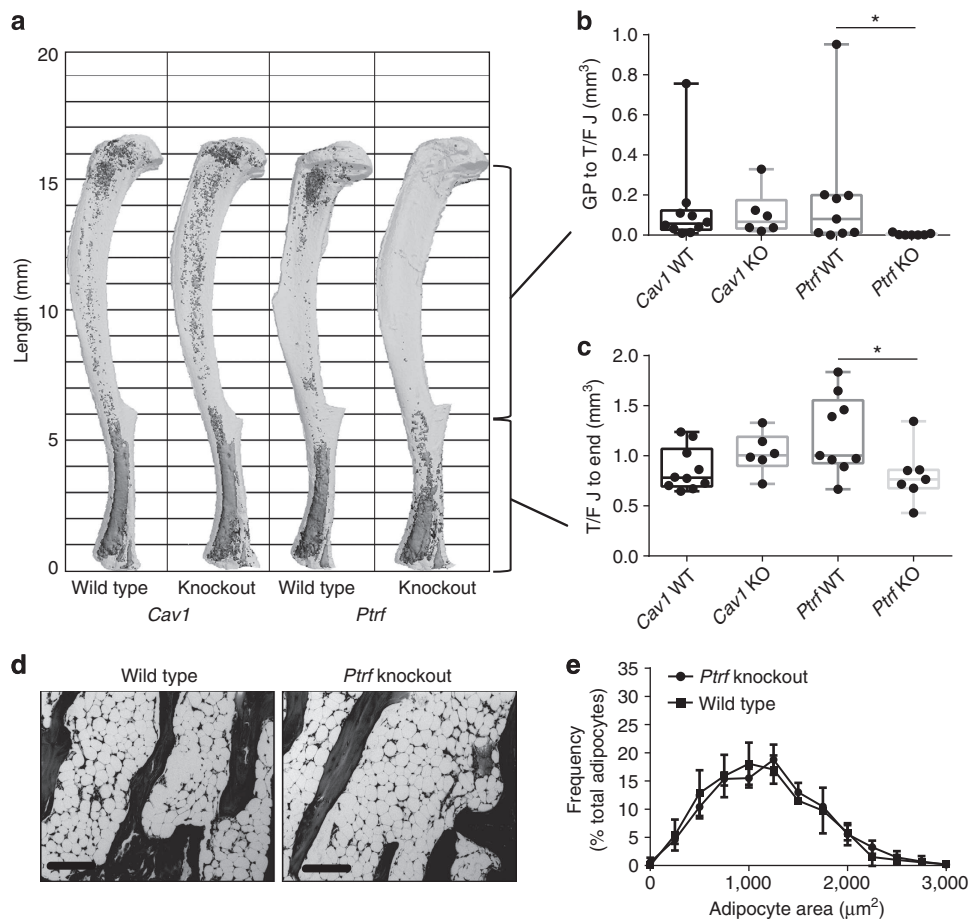 a
20
15
10
5
0
Length (mm)
Wild type Knockout Wild type Knockout
Cav1 Ptrf
b
*
1.0
0.8
0.6
0.4
0.2
0.0
GP to T/F J (mm³)
Cav1 WT
Cav1 KO
Ptrf WT
Ptrf KO
c
*
2.0
1.5
1.0
0.5
0.0
T/F J to end (mm³)
Cav1 WT
Cav1 KO
Ptrf WT
Ptrf KO
d
Wild type Ptrf knockout
e
35
30
25
20
15
10
5
0
Frequency
(% total adipocytes)
Ptrf knockout
Wild type
0 1,000 2,000 3,000
Adipocyte area (μm²)